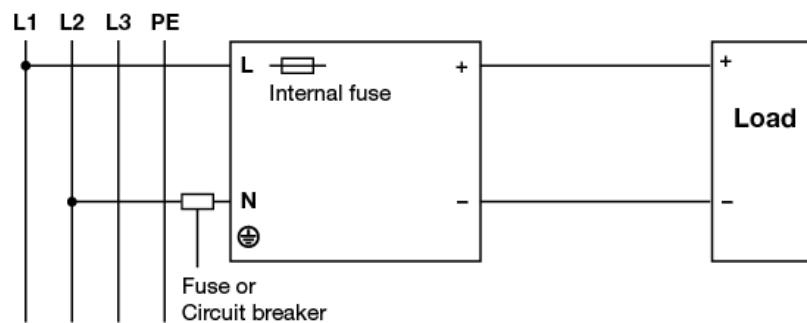 L1 L2 L3 PE
L + +
Internal fuse
Load
N − −
Fuse or
Circuit breaker